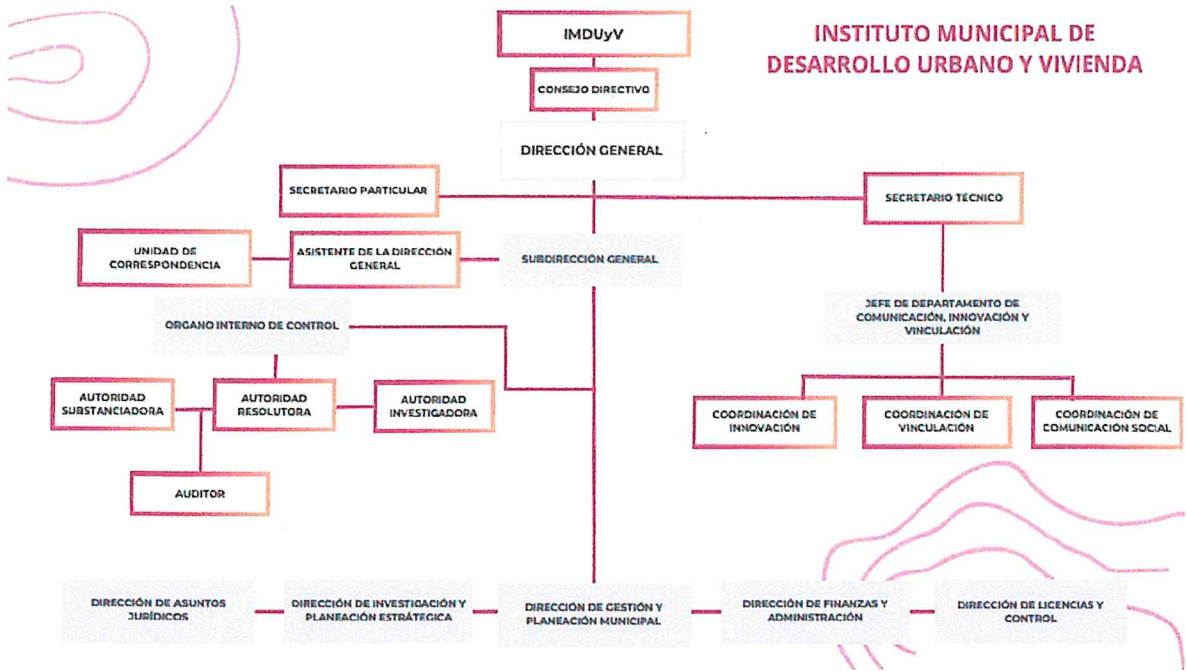 IMDUyV
INSTITUTO MUNICIPAL DE
DESARROLLO URBANO Y VIVIENDA
CONSEJO DIRECTIVO
DIRECCIÓN GENERAL
SECRETARIO PARTICULAR
SECRETARIO TÉCNICO
UNIDAD DE
CORRESPONDENCIA
ASISTENTE DE LA DIRECCIÓN
GENERAL
SUBDIRECCIÓN GENERAL
ORGANO INTERNO DE CONTROL
JEFE DE DEPARTAMENTO DE
COMUNICACIÓN, INNOVACIÓN Y
VINCULACIÓN
AUTORIDAD
SUBSTANCIADORA
AUTORIDAD
RESOLUTORA
AUTORIDAD
INVESTIGADORA
COORDINACIÓN DE
INNOVACIÓN
COORDINACIÓN DE
VINCULACIÓN
COORDINACIÓN DE
COMUNICACIÓN SOCIAL
AUDITOR
DIRECCIÓN DE ASUNTOS
JURÍDICOS
DIRECCIÓN DE INVESTIGACIÓN Y
PLANEACIÓN ESTRÁTEGICA
DIRECCIÓN DE GESTIÓN Y
PLANEACIÓN MUNICIPAL
DIRECCIÓN DE FINANZAS Y
ADMINISTRACIÓN
DIRECCIÓN DE LICENCIAS Y
CONTROL